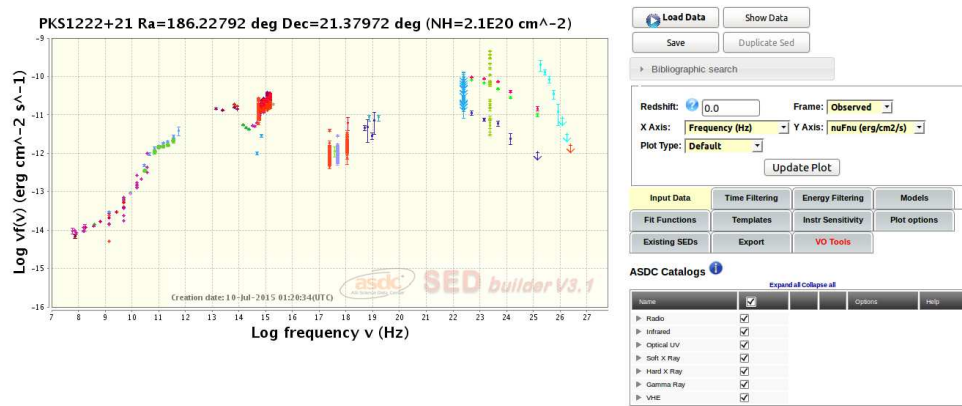 PKS1222+21 Ra=186.22792 deg Dec=21.37972 deg (NH=2.1E20 cm^-2)
Log νf(ν) (erg cm^-2 s^-1)
-9
-10
-11
-12
-13
-14
-15
-16
7 8 9 10 11 12 13 14 15 16 17 18 19 20 21 22 23 24 25 26 27
Log frequency ν (Hz)
Creation date: 10-Jul-2015 01:20:34(UTC)
asdc SED builder V3.1
Load Data Show Data
Save Duplicate Sed
Bibliographic search
Redshift: ? 0.0 Frame: Observed
X Axis: Frequency (Hz) Y Axis: nuFnu (erg/cm2/s)
Plot Type: Default
Update Plot
Input Data Time Filtering Energy Filtering Models
Fit Functions Templates Instr Sensitivity Plot options
Existing SEDs Export VO Tools
ASDC Catalogs i
Expand all Collapse all
Name Options Help
Radio
Infrared
Optical UV
Soft X Ray
Hard X Ray
Gamma Ray
VHE